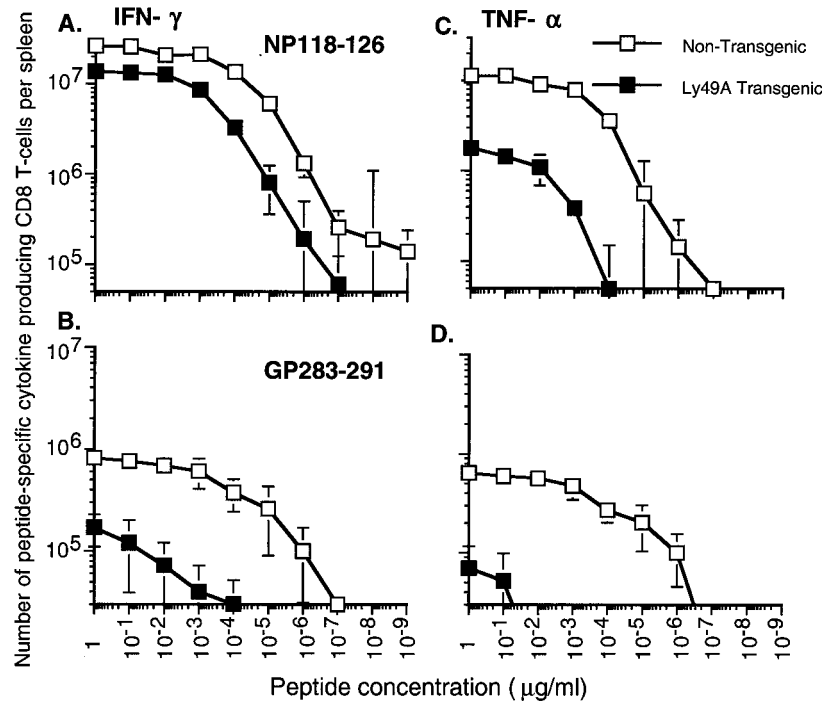 A.
IFN- γ
NP118-126
C.
TNF- α
Non-Transgenic
Ly49A Transgenic
Number of peptide-specific cytokine producing CD8 T-cells per spleen
10^7
10^6
10^5
B.
GP283-291
D.
10^7
10^6
10^5
1 10^-1 10^-2 10^-3 10^-4 10^-5 10^-6 10^-7 10^-8 10^-9
1 10^-1 10^-2 10^-3 10^-4 10^-5 10^-6 10^-7 10^-8 10^-9
Peptide concentration ( μg/ml)